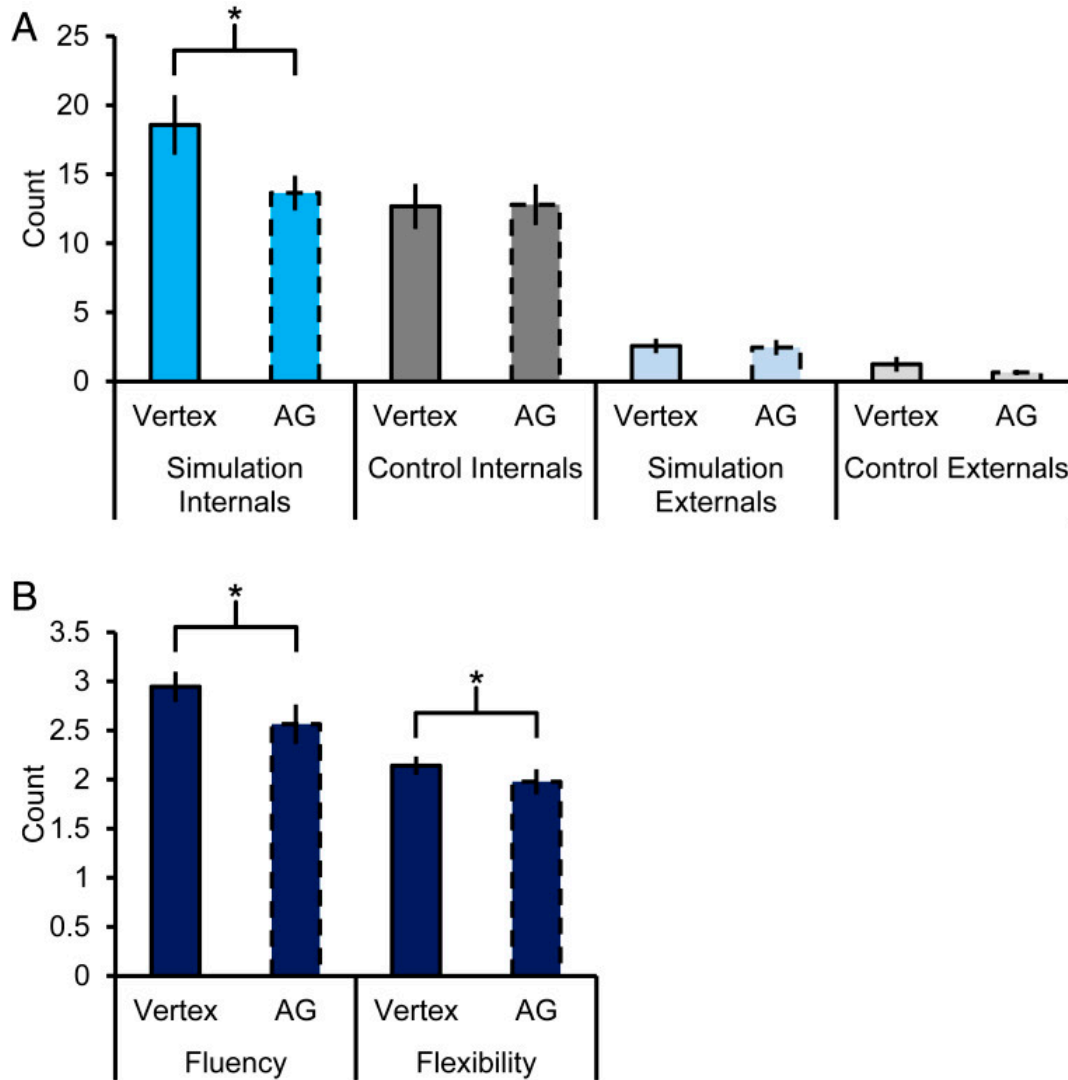 A
*
25
20
15
10
5
0
Count
Vertex AG Vertex AG Vertex AG Vertex AG
Simulation Internals Control Internals Simulation Externals Control Externals
B
*
*
3.5
3
2.5
2
1.5
1
0.5
0
Count
Vertex AG Vertex AG
Fluency Flexibility